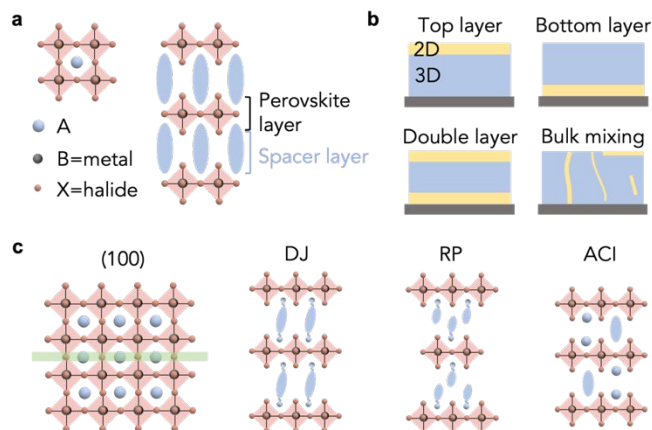 a
A
B=metal
X=halide
Perovskite
layer
Spacer layer
b
Top layer
2D
3D
Bottom layer
Double layer
Bulk mixing
c
(100)
DJ
RP
ACI